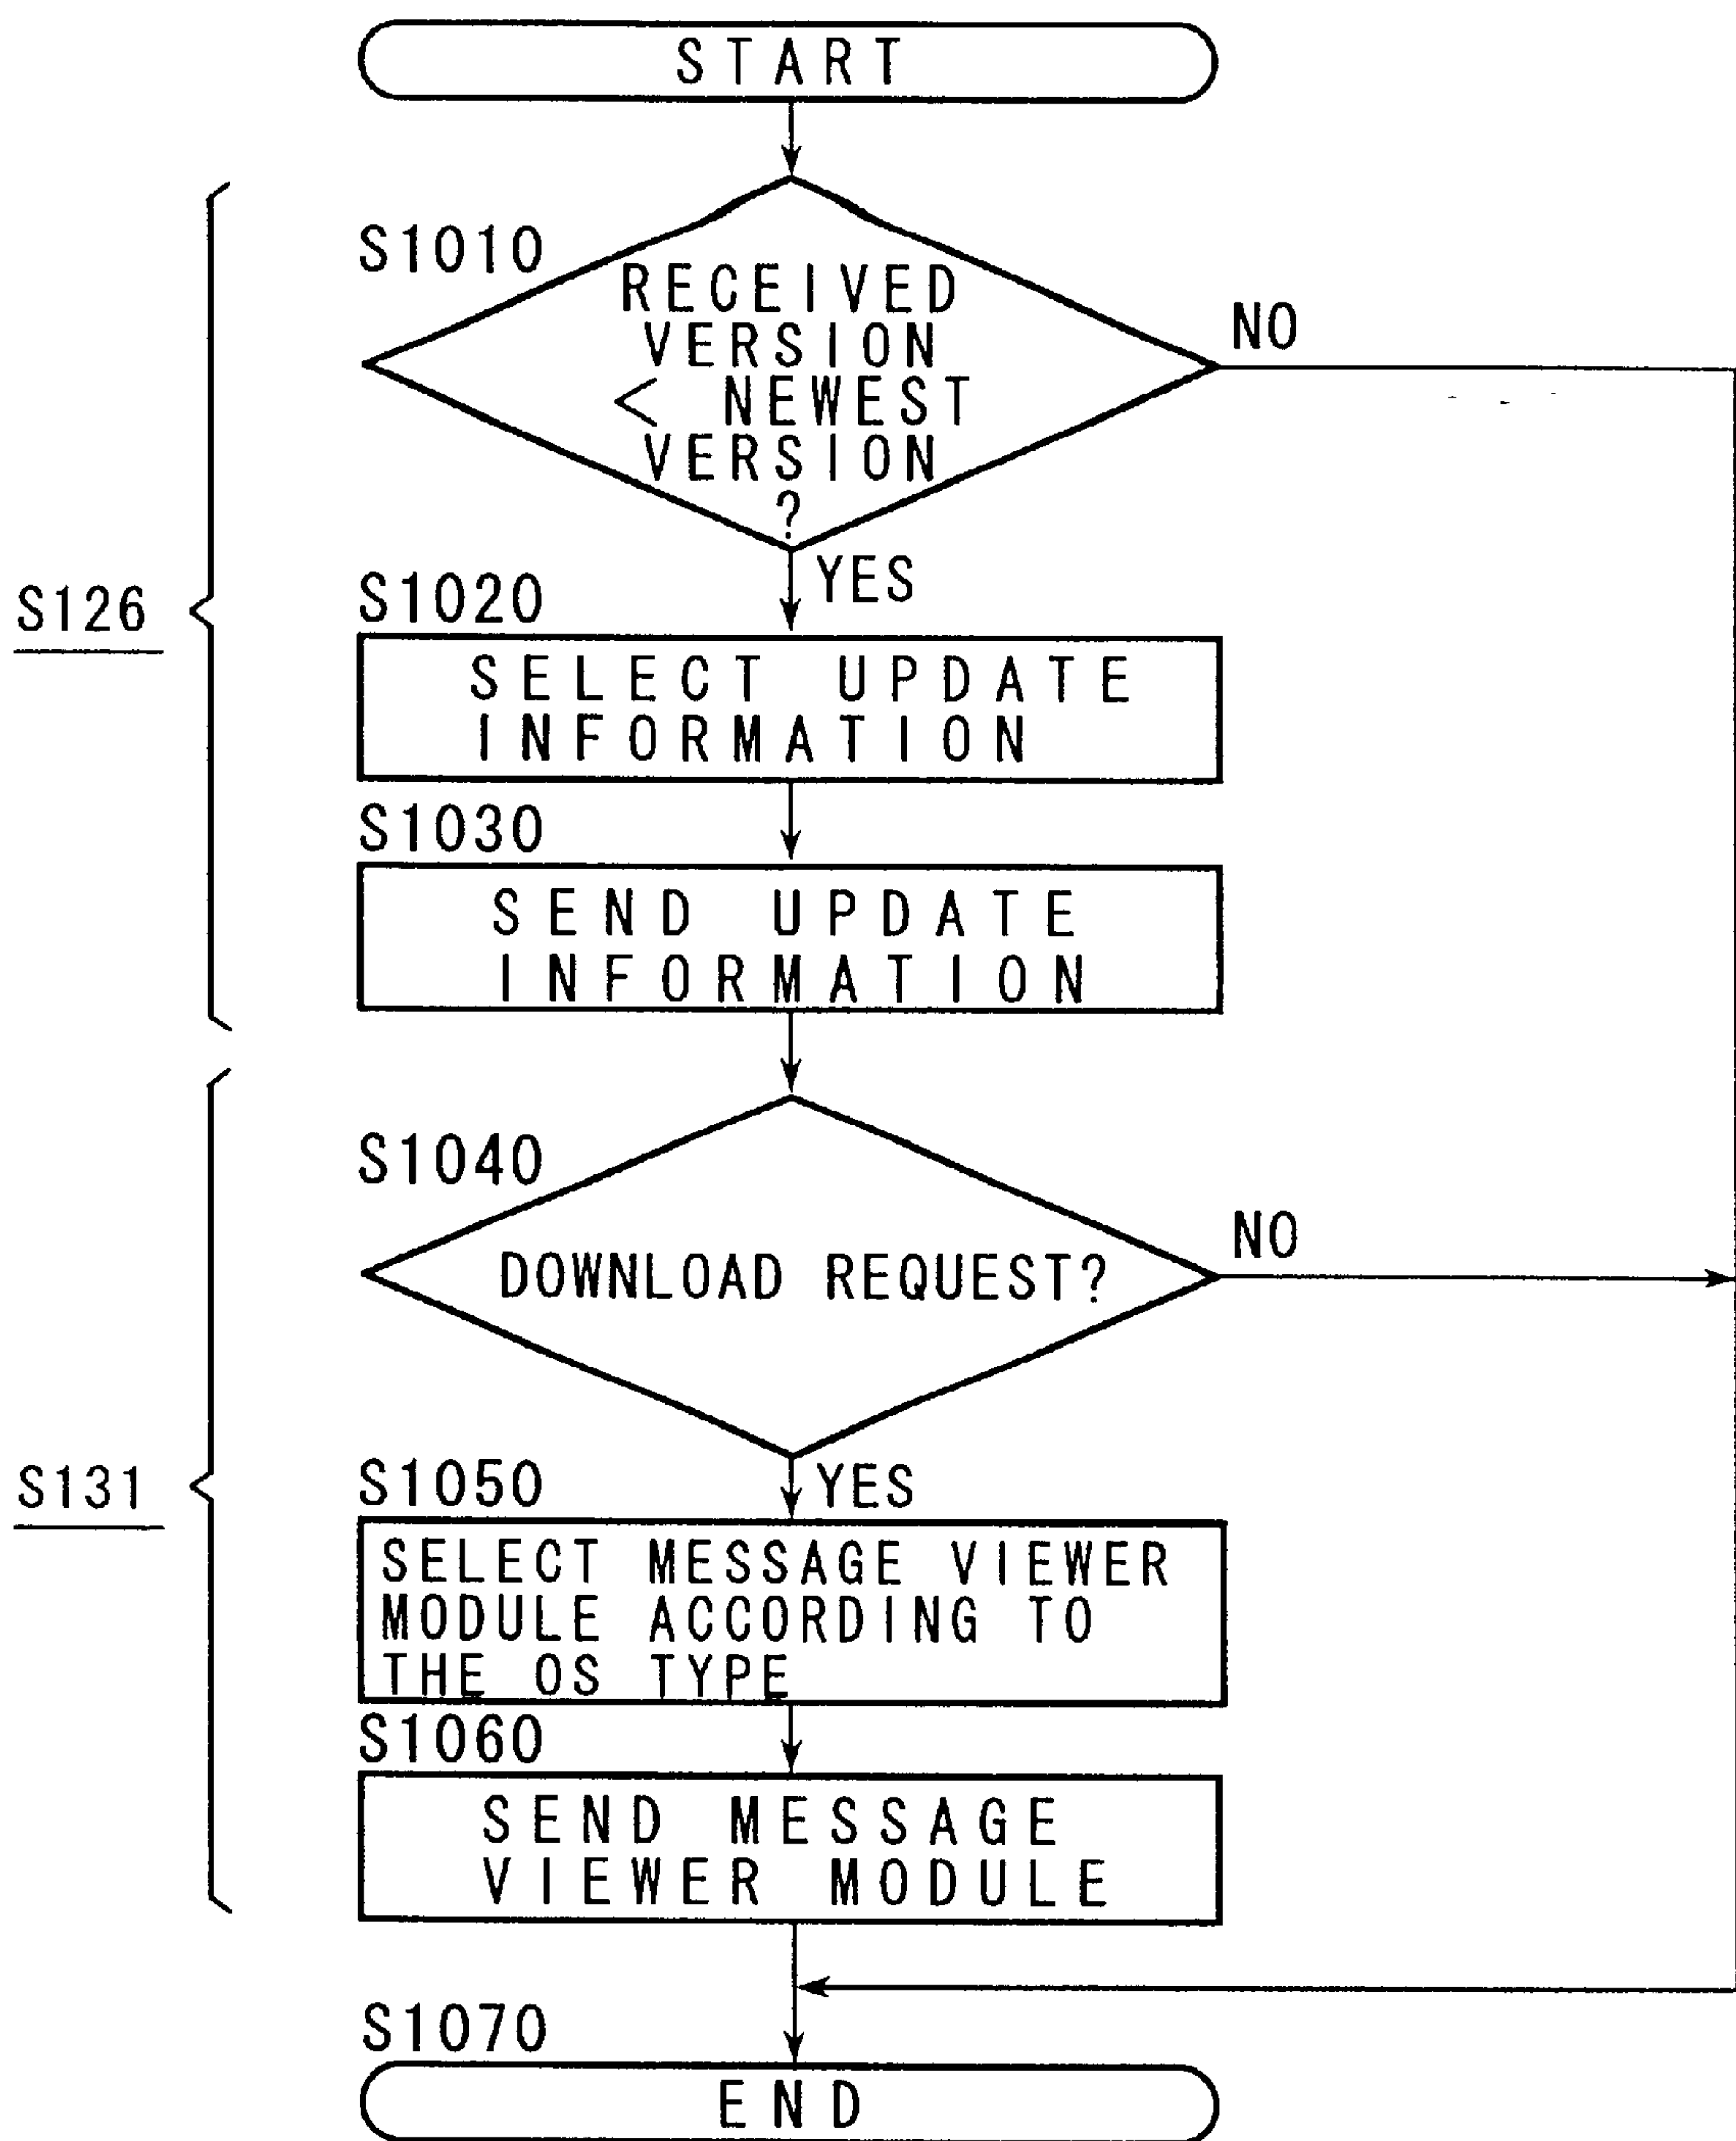 START
S1010
RECEIVED
VERSION
< NEWEST
VERSION
?
NO
YES
S126
S1020
SELECT UPDATE
INFORMATION
S1030
SEND UPDATE
INFORMATION
S1040
DOWNLOAD REQUEST?
NO
YES
S131
S1050
SELECT MESSAGE VIEWER
MODULE ACCORDING TO
THE OS TYPE
S1060
SEND MESSAGE
VIEWER MODULE
S1070
END